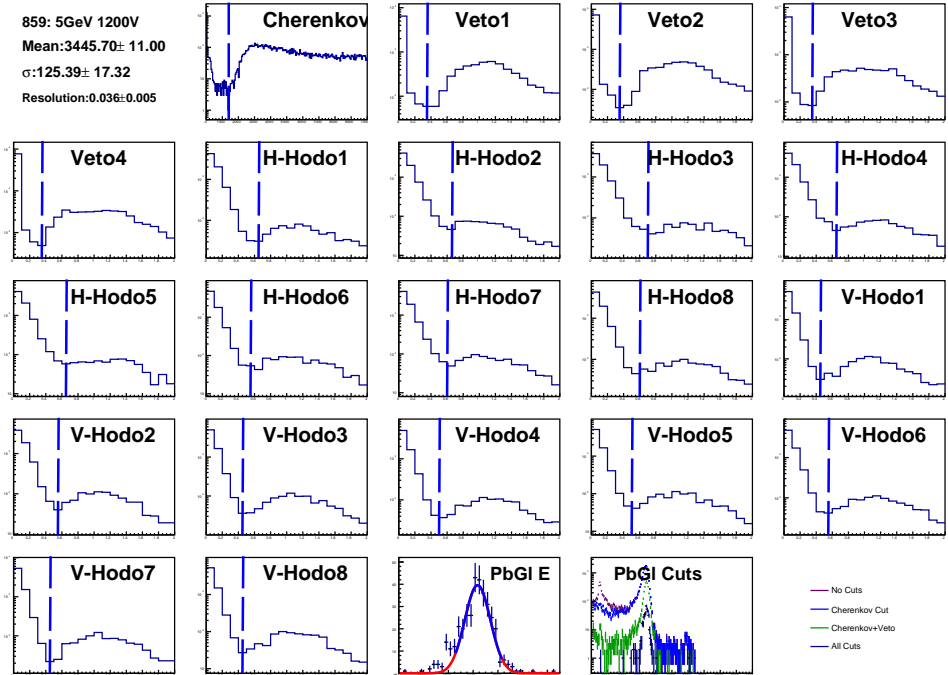 859: 5GeV 1200V
Mean:3445.70± 11.00
σ:125.39± 17.32
Resolution:0.036±0.005
Cherenkov
Veto1
Veto2
Veto3
Veto4
H-Hodo1
H-Hodo2
H-Hodo3
H-Hodo4
H-Hodo5
H-Hodo6
H-Hodo7
H-Hodo8
V-Hodo1
V-Hodo2
V-Hodo3
V-Hodo4
V-Hodo5
V-Hodo6
V-Hodo7
V-Hodo8
PbGl E
PbGl Cuts
No Cuts
Cherenkov Cut
Cherenkov+Veto
All Cuts